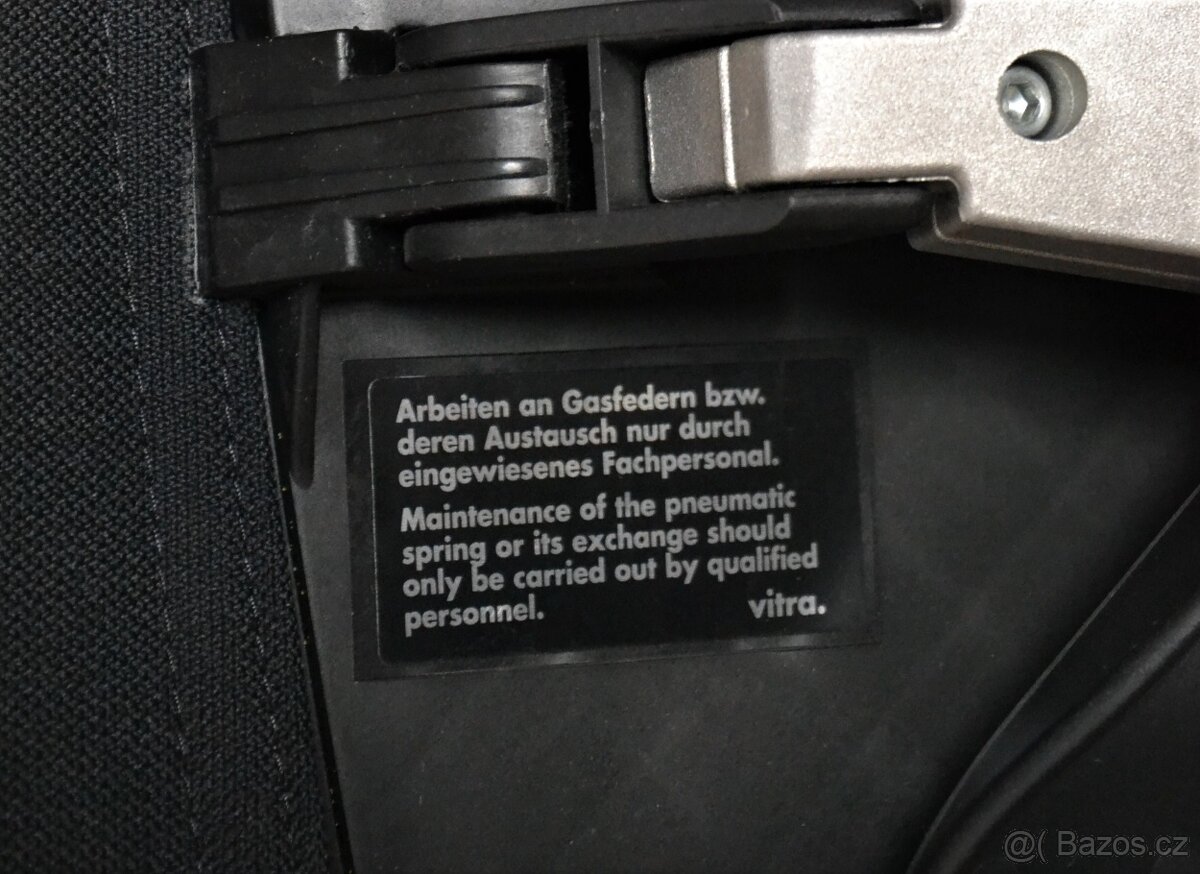 Arbeiten an Gasfedern bzw.
deren Austausch nur durch
eingewiesenes Fachpersonal.
Maintenance of the pneumatic
spring or its exchange should
only be carried out by qualified
personnel. vitra.
@( Bazos.cz